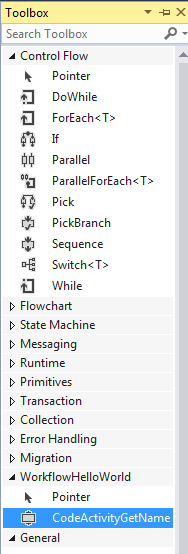 Toolbox
Search Toolbox
Control Flow
Pointer
DoWhile
ForEach<T>
If
Parallel
ParallelForEach<T>
Pick
PickBranch
Sequence
Switch<T>
While
Flowchart
State Machine
Messaging
Runtime
Primitives
Transaction
Collection
Error Handling
Migration
WorkflowHelloWorld
Pointer
CodeActivityGetName
General